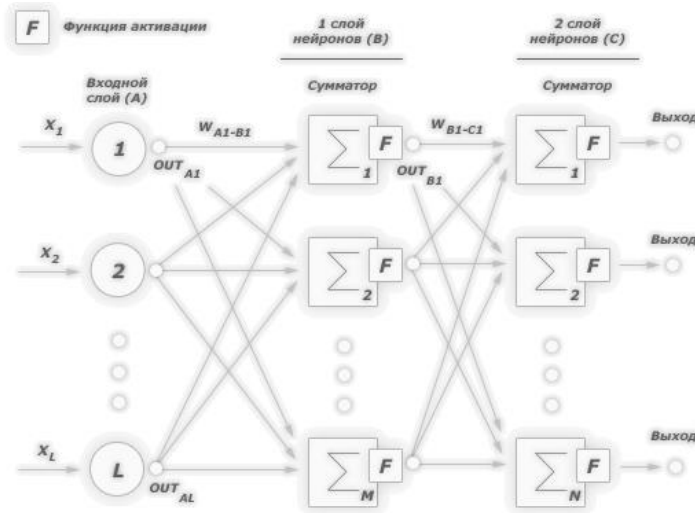 F Функция активации
1 слой
нейронов (B)
2 слой
нейронов (C)
Входной
слой (A)
Сумматор
Сумматор
X1
1
WA1-B1
OUTA1
Σ 1 F
WB1-C1
OUTB1
Σ 1 F
Выход
X2
2
Σ 2 F
Σ 2 F
Выход
XL
L
OUTAL
Σ M F
Σ N F
Выход